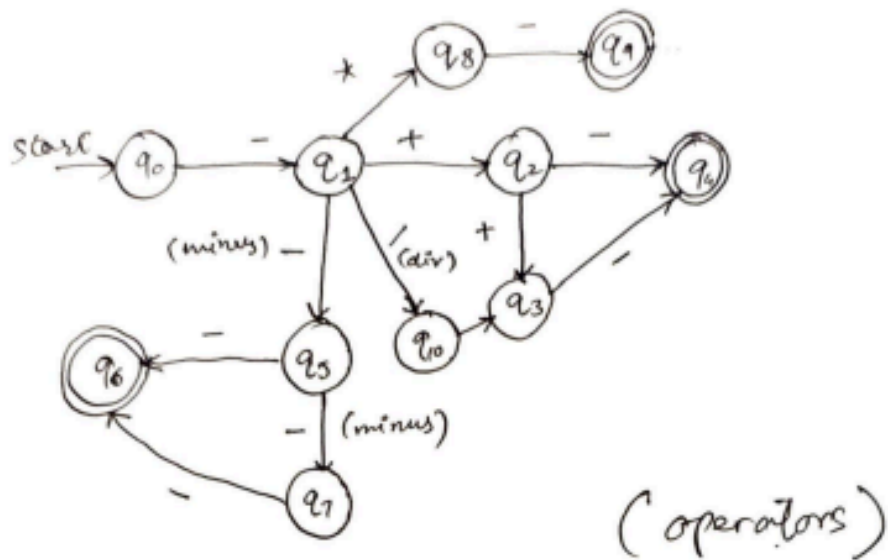 * q8 - q9
start q0 - q1 + q2 - q4
(minus) - / (div) + q3 -
q6 - q5 q10
- (minus)
- q7
(operators)